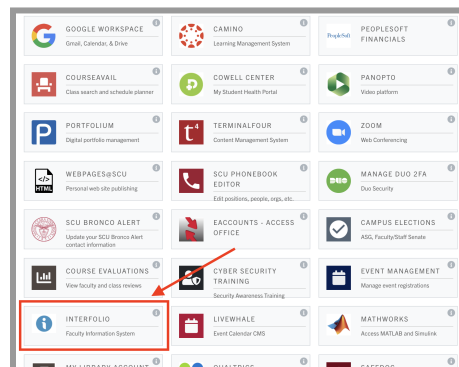 GOOGLE WORKSPACE
Gmail, Calendar, & Drive
CAMINO
Learning Management System
PeopleSoft
PEOPLESOFT
FINANCIALS
COURSEAVAIL
Class search and schedule planner
COWELL CENTER
My Student Health Portal
PANOPTO
Video platform
P
PORTFOLIUM
Digital portfolio management
t4
TERMINALFOUR
Content Management System
ZOOM
Web Conferencing
</>
HTML
WEBPAGES@SCU
Personal web site publishing
SCU PHONEBOOK
EDITOR
Edit positions, people, orgs, etc.
DUO
MANAGE DUO 2FA
Duo Security
SCU BRONCO ALERT
Update your SCU Bronco Alert
contact information
EACCOUNTS - ACCESS
OFFICE
CAMPUS ELECTIONS
ASG, Faculty/Staff Senate
COURSE EVALUATIONS
View faculty and class reviews
CYBER SECURITY
TRAINING
Security Awareness Training
EVENT MANAGEMENT
Manage event registrations
i
INTERFOLIO
Faculty Information System
LIVEWHALE
Event Calendar CMS
MATHWORKS
Access MATLAB and Simulink
MY LIBRARY ACCOUNT
QUALTRICS